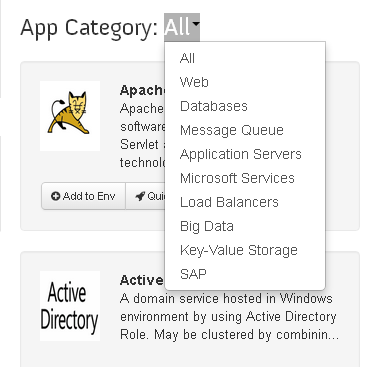 App Category: All
All
Web
Databases
Message Queue
Application Servers
Microsoft Services
Load Balancers
Big Data
Key-Value Storage
SAP
Apache
Apache
software
Servlet
Add to Env
Active
Directory
Active
A domain service hosted in Windows
environment by using Active Directory
Role. May be clustered by combinin...